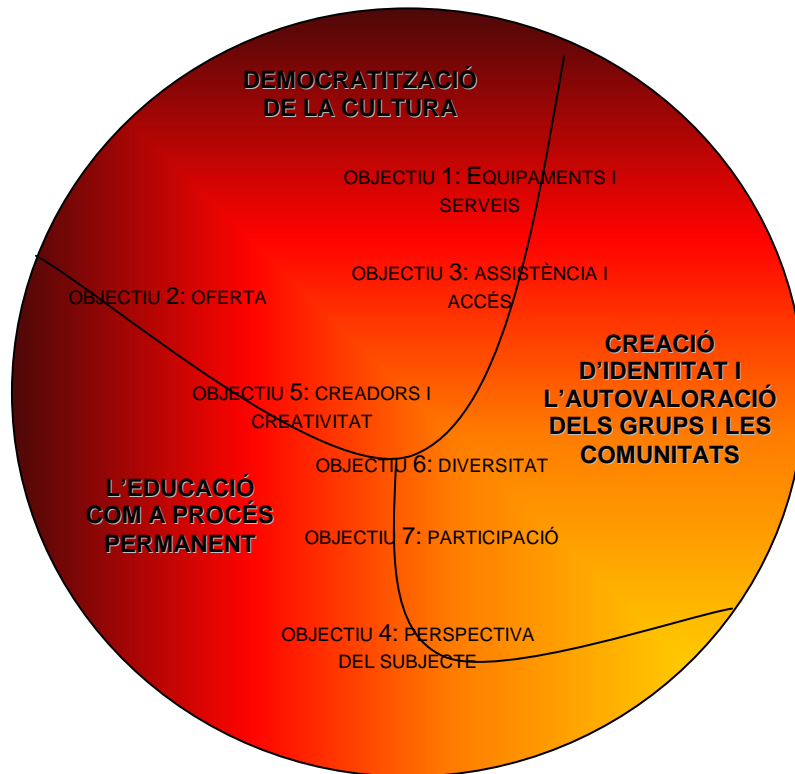 DEMOCRATITZACIÓ
DE LA CULTURA
OBJECTIU 1: EQUIPAMENTS I
SERVEIS
OBJECTIU 3: ASSISTÈNCIA I
ACCÉS
OBJECTIU 2: OFERTA
CREACIÓ
D'IDENTITAT I
L'AUTOVALORACIÓ
DELS GRUPS I LES
COMUNITATS
OBJECTIU 5: CREADORS I
CREATIVITAT
OBJECTIU 6: DIVERSITAT
L'EDUCACIÓ
COM A PROCÉS
PERMANENT
OBJECTIU 7: PARTICIPACIÓ
OBJECTIU 4: PERSPECTIVA
DEL SUBJECTE